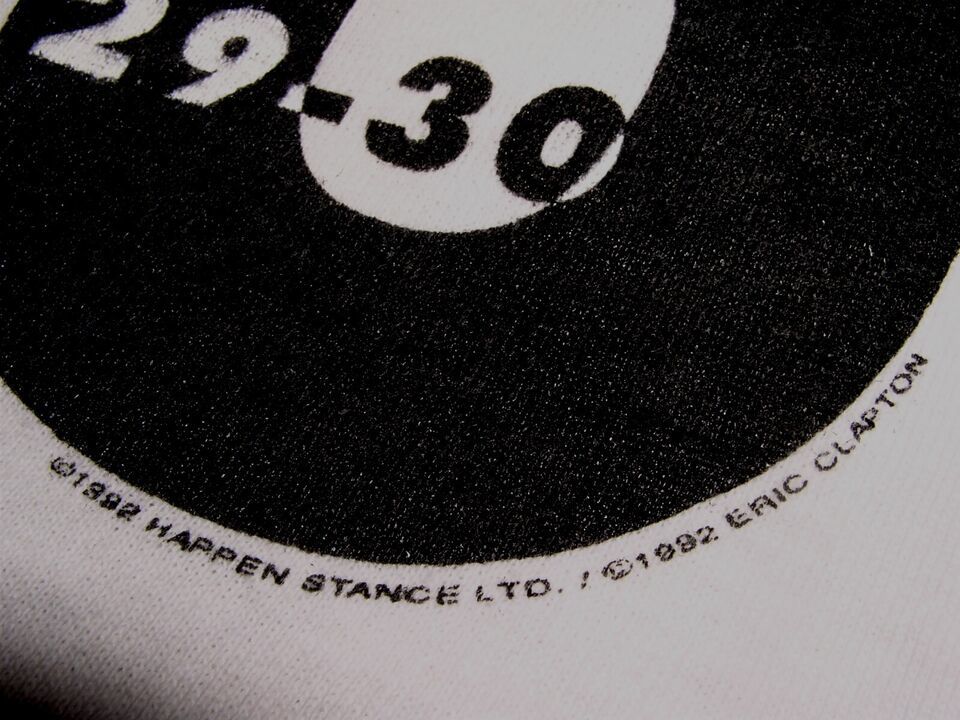 29-30
©1992 HAPPEN STANCE LTD. / ©1992 ERIC CLAPTON